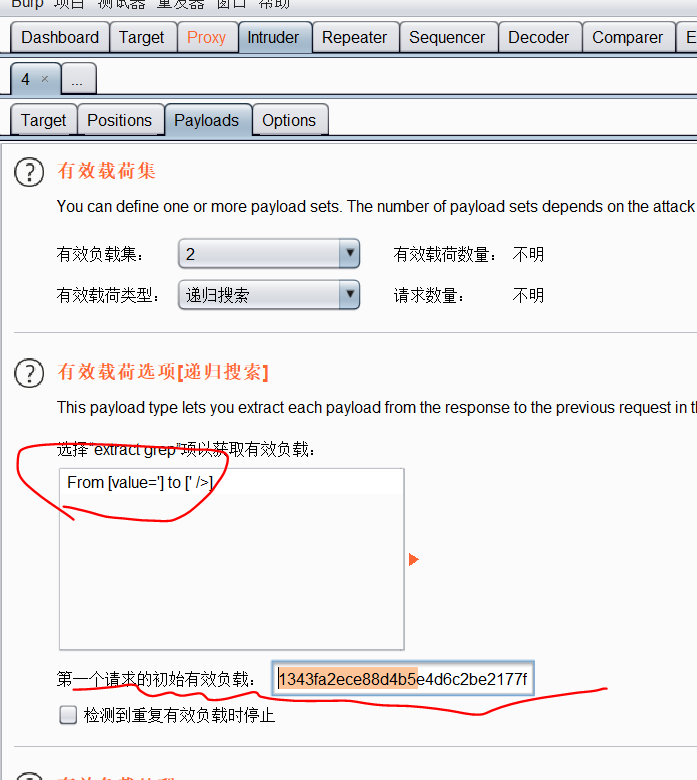 Burp 项目 测试器 重发器 窗口 帮助
Dashboard Target Proxy Intruder Repeater Sequencer Decoder Comparer E
4 × ...
Target Positions Payloads Options
? 有效载荷集
You can define one or more payload sets. The number of payload sets depends on the attack
有效负载集: 2 有效载荷数量: 不明
有效载荷类型: 递归搜索 请求数量: 不明
? 有效载荷选项[递归搜索]
This payload type lets you extract each payload from the response to the previous request in th
选择"extract grep"项以获取有效负载:
From [value='] to [' />]
第一个请求的初始有效负载: 1343fa2ece88d4b5e4d6c2be2177f
检测到重复有效负载时停止